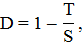 D = 1 − T/S ,